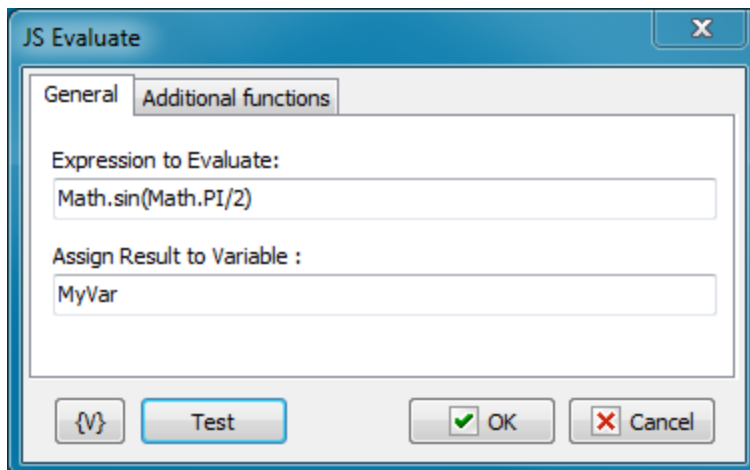 JS Evaluate
General Additional functions
Expression to Evaluate:
Math.sin(Math.PI/2)
Assign Result to Variable :
MyVar
{V} Test OK Cancel